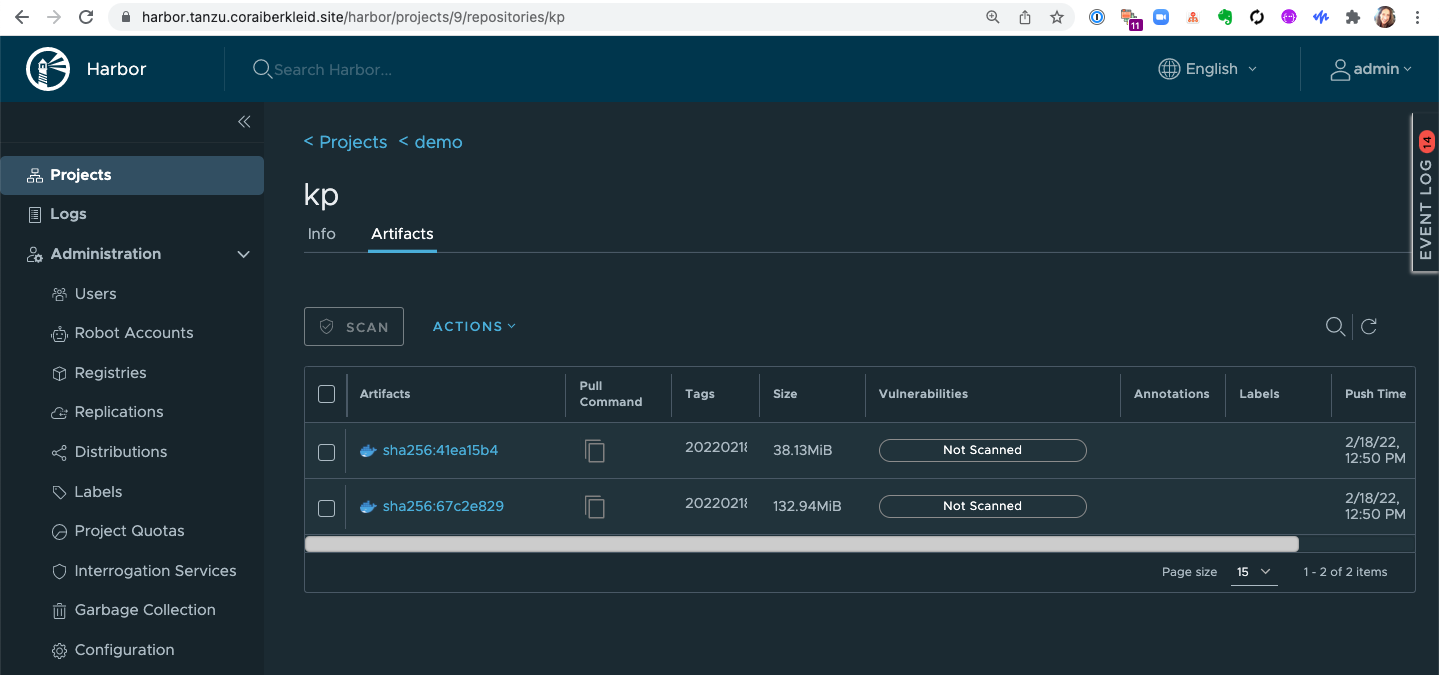 harbor.tanzu.coraiberkleid.site/harbor/projects/9/repositories/kp
11
Harbor
Search Harbor...
English
admin
< Projects < demo
EVENT LOG 14
Projects
kp
Logs
Info Artifacts
Administration
Users
SCAN ACTIONS
Robot Accounts
Registries
Artifacts Pull Command Tags Size Vulnerabilities Annotations Labels Push Time
Replications
sha256:41ea15b4 20220218 38.13MiB Not Scanned 2/18/22, 12:50 PM
Distributions
Labels
sha256:67c2e829 20220218 132.94MiB Not Scanned 2/18/22, 12:50 PM
Project Quotas
Interrogation Services
Page size 15 1 - 2 of 2 items
Garbage Collection
Configuration